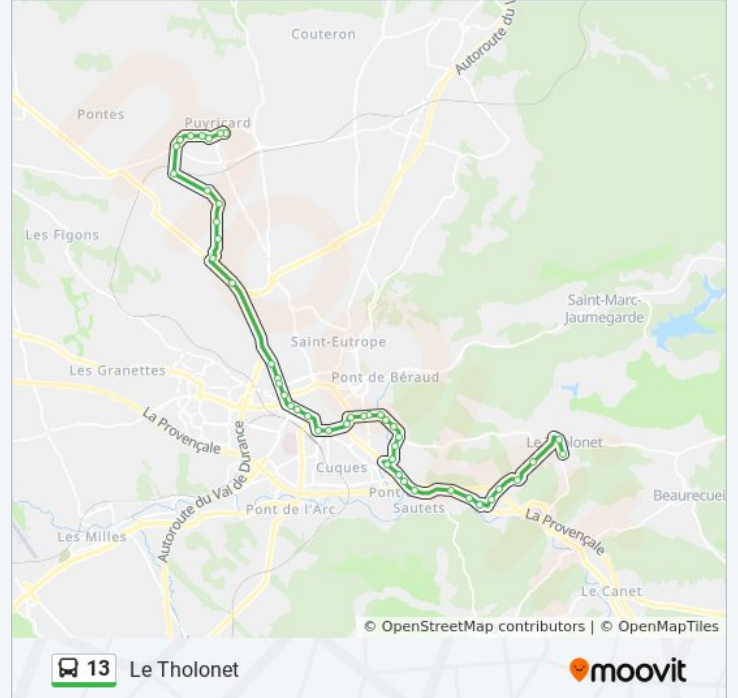 Couteron
Autoroute du V
Pontes
Puyricard
Les Figons
Saint-Marc-
Jaumegarde
Saint-Eutrope
Les Granettes
Pont de Béraud
La Provençale
Le Tholonet
Autoroute du Val de Durance
Cuques
Pont
Sautets
Beaurecueil
Pont de l'Arc
La Provençale
Les Milles
Le Canet
© OpenStreetMap contributors | © OpenMapTiles
13 Le Tholonet
moovit